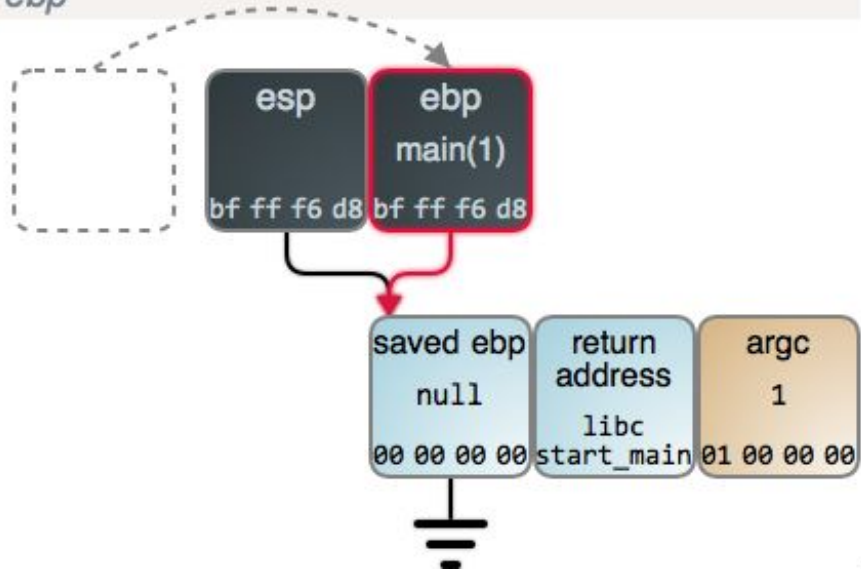 ebp
esp
ebp
main(1)
bf ff f6 d8
bf ff f6 d8
saved ebp
null
00 00 00 00
return
address
libc
start_main
argc
1
01 00 00 00